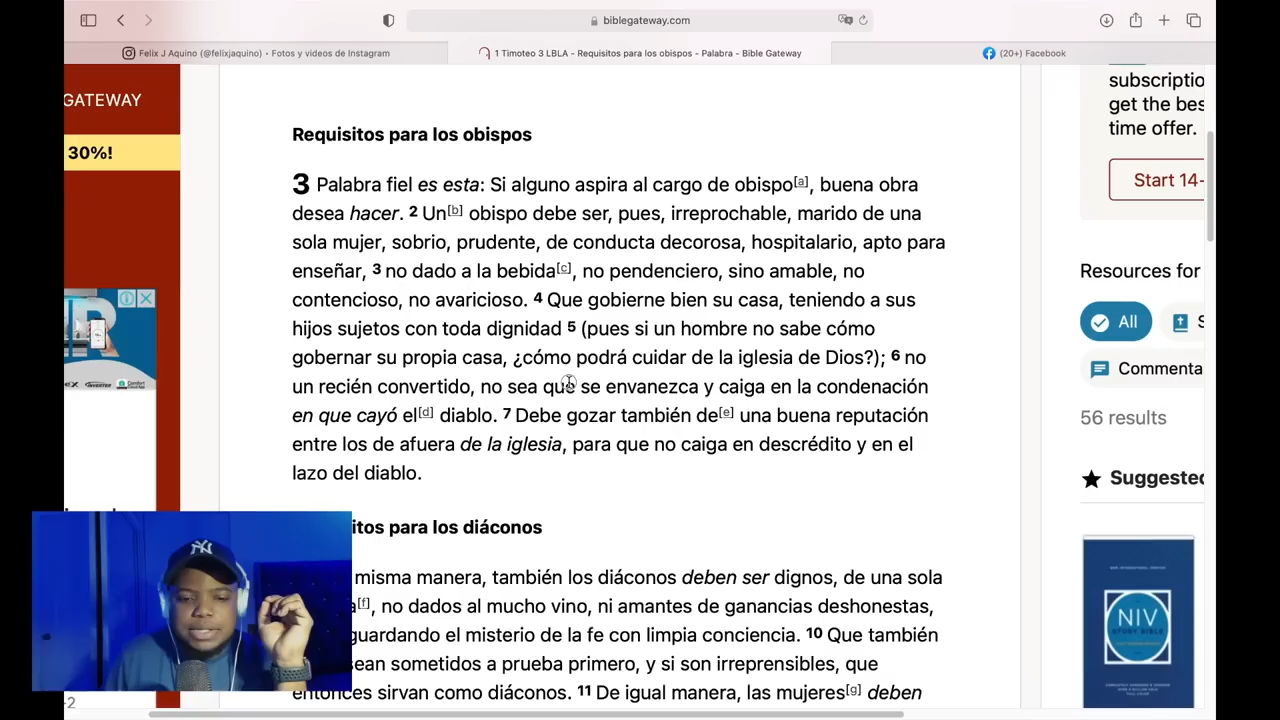 biblegateway.com
Felix J Aquino (@felixjaquino) • Fotos y videos de Instagram
1 Timoteo 3 LBLA - Requisitos para los obispos - Palabra - Bible Gateway
(20+) Facebook
GATEWAY
30%!
Requisitos para los obispos
3 Palabra fiel es esta: Si alguno aspira al cargo de obispo[a], buena obra
desea hacer. 2 Un[b] obispo debe ser, pues, irreprochable, marido de una
sola mujer, sobrio, prudente, de conducta decorosa, hospitalario, apto para
enseñar, 3 no dado a la bebida[c], no pendenciero, sino amable, no
contencioso, no avaricioso. 4 Que gobierne bien su casa, teniendo a sus
hijos sujetos con toda dignidad 5 (pues si un hombre no sabe cómo
gobernar su propia casa, ¿cómo podrá cuidar de la iglesia de Dios?); 6 no
un recien convertido, no sea que se envanezca y caiga en la condenación
en que cayó el[d] diablo. 7 Debe gozar también de[e] una buena reputación
entre los de afuera de la iglesia, para que no caiga en descrédito y en el
lazo del diablo.
itos para los diáconos
misma manera, también los diáconos deben ser dignos, de una sola
[f], no dados al mucho vino, ni amantes de ganancias deshonestas,
guardando el misterio de la fe con limpia conciencia. 10 Que también
sean sometidos a prueba primero, y si son irreprensibles, que
entonces sirvan como diáconos. 11 De igual manera, las mujeres[g] deben
subscriptio
get the bes
time offer.
Start 14-
Resources for
All
S
Commenta
56 results
Suggested
NIV
STUDY BIBLE
NY
-2